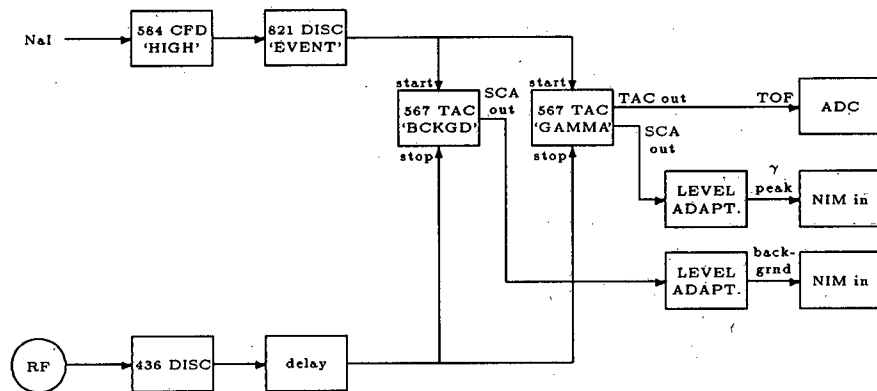 NaI
584 CFD
'HIGH'
821 DISC
'EVENT'
start
567 TAC
'BCKGD'
stop
SCA
out
start
567 TAC
'GAMMA'
stop
TAC out
TOF
ADC
SCA
out
LEVEL
ADAPT.
γ
peak
NIM in
LEVEL
ADAPT.
back-
grnd
NIM in
RF
436 DISC
delay